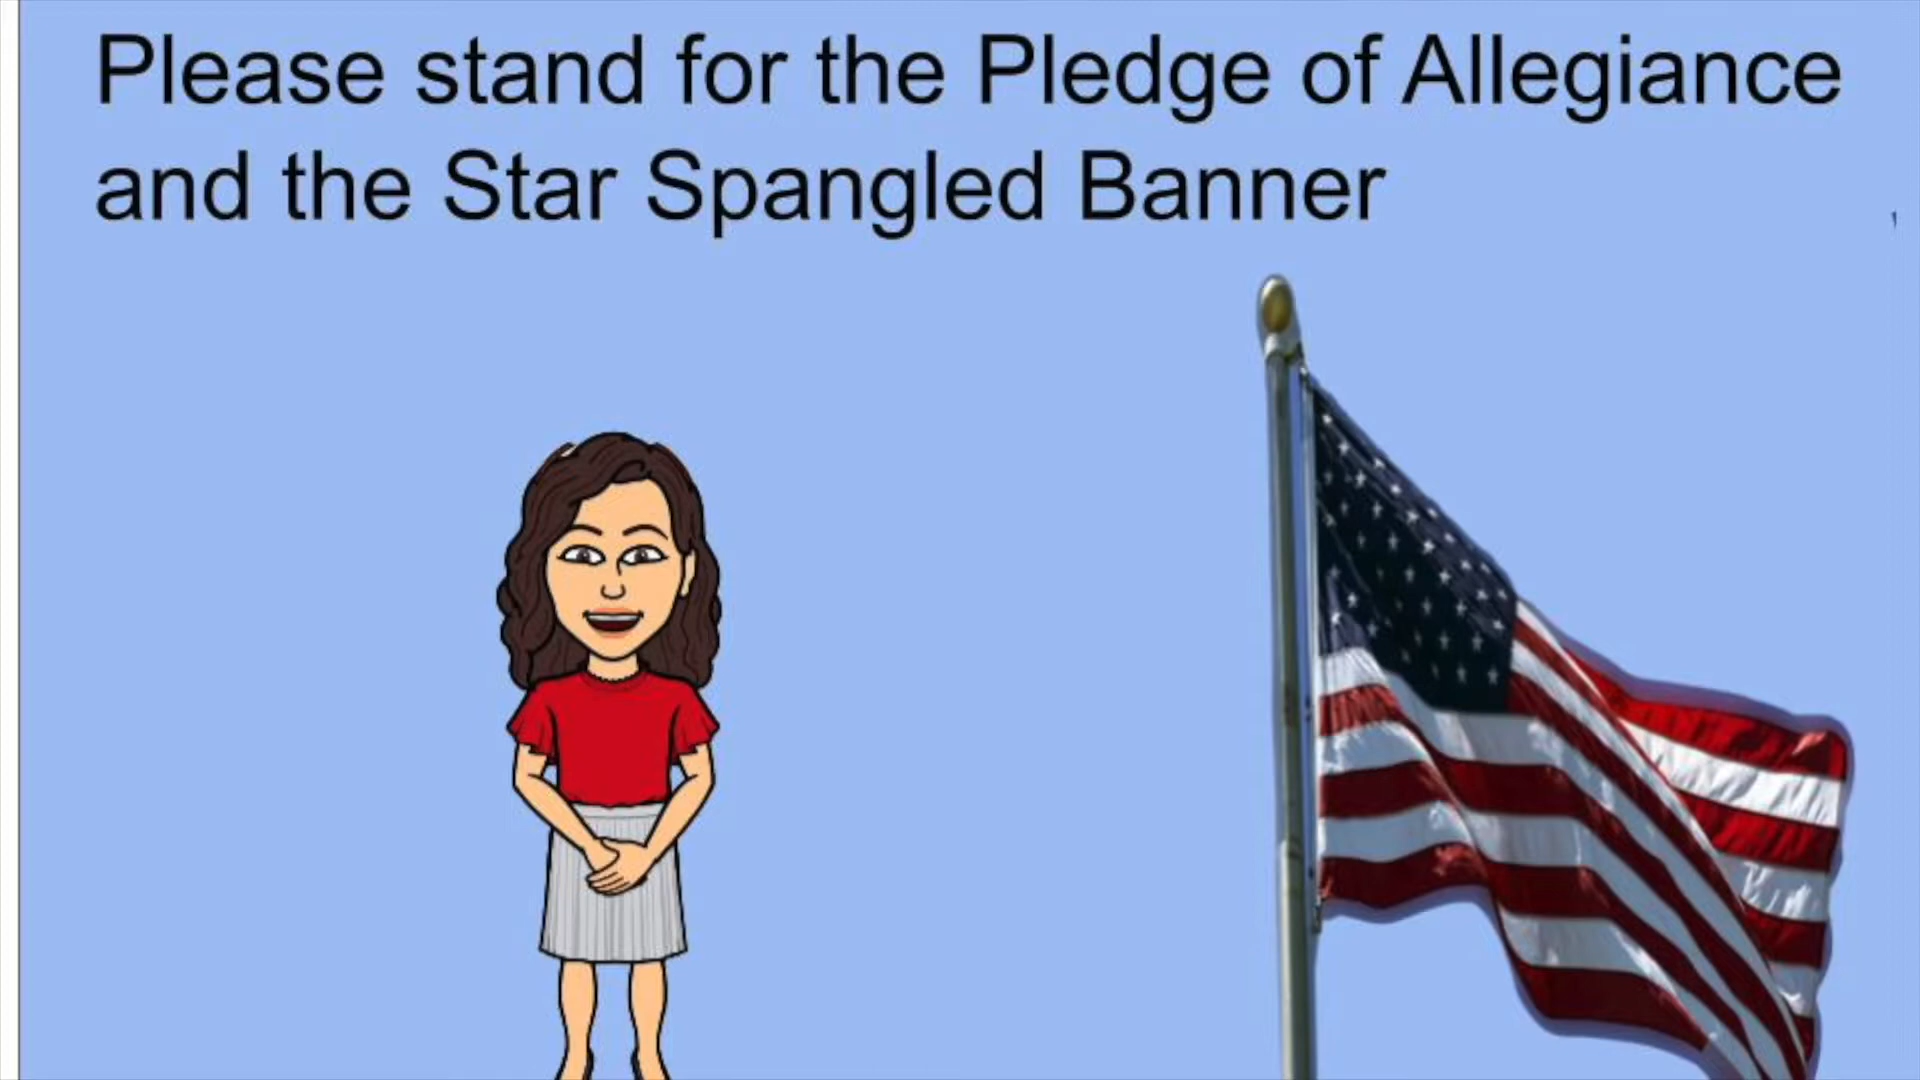 Please stand for the Pledge of Allegiance
and the Star Spangled Banner